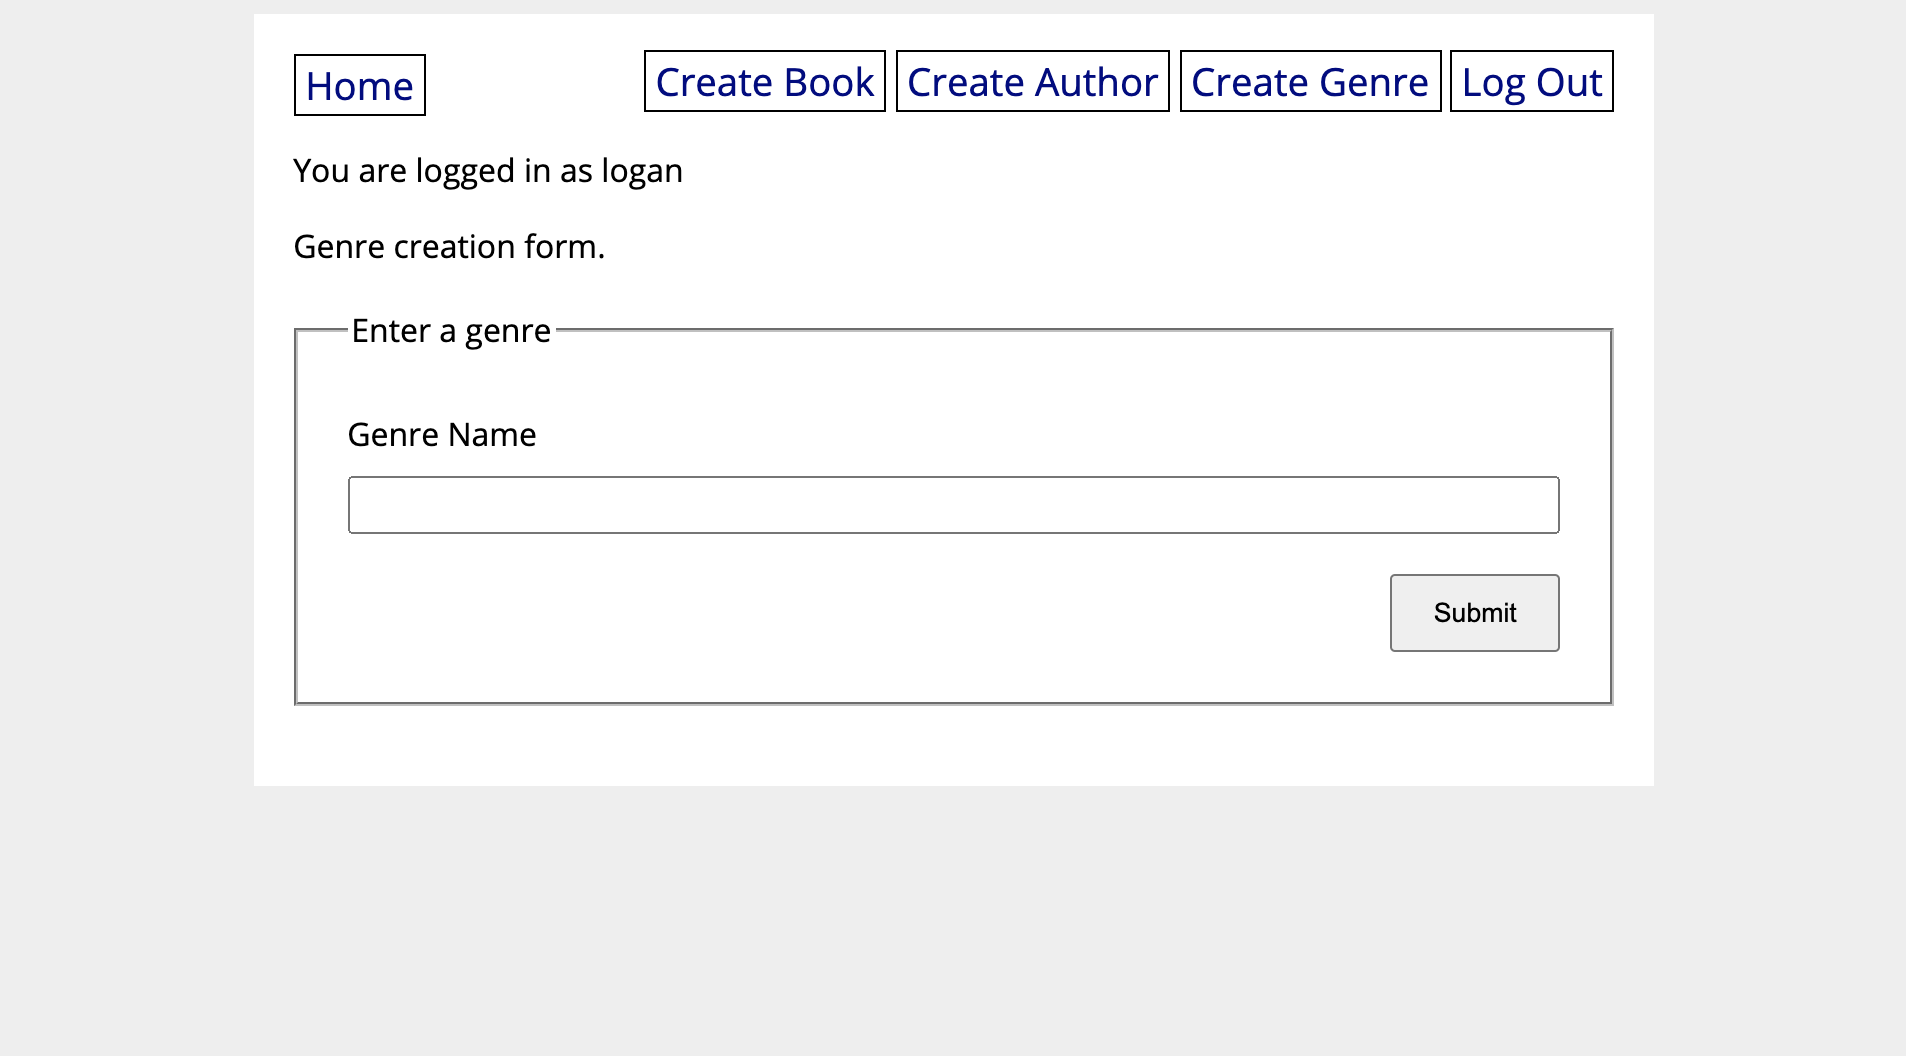 Home Create Book Create Author Create Genre Log Out
You are logged in as logan
Genre creation form.
Enter a genre
Genre Name
Submit